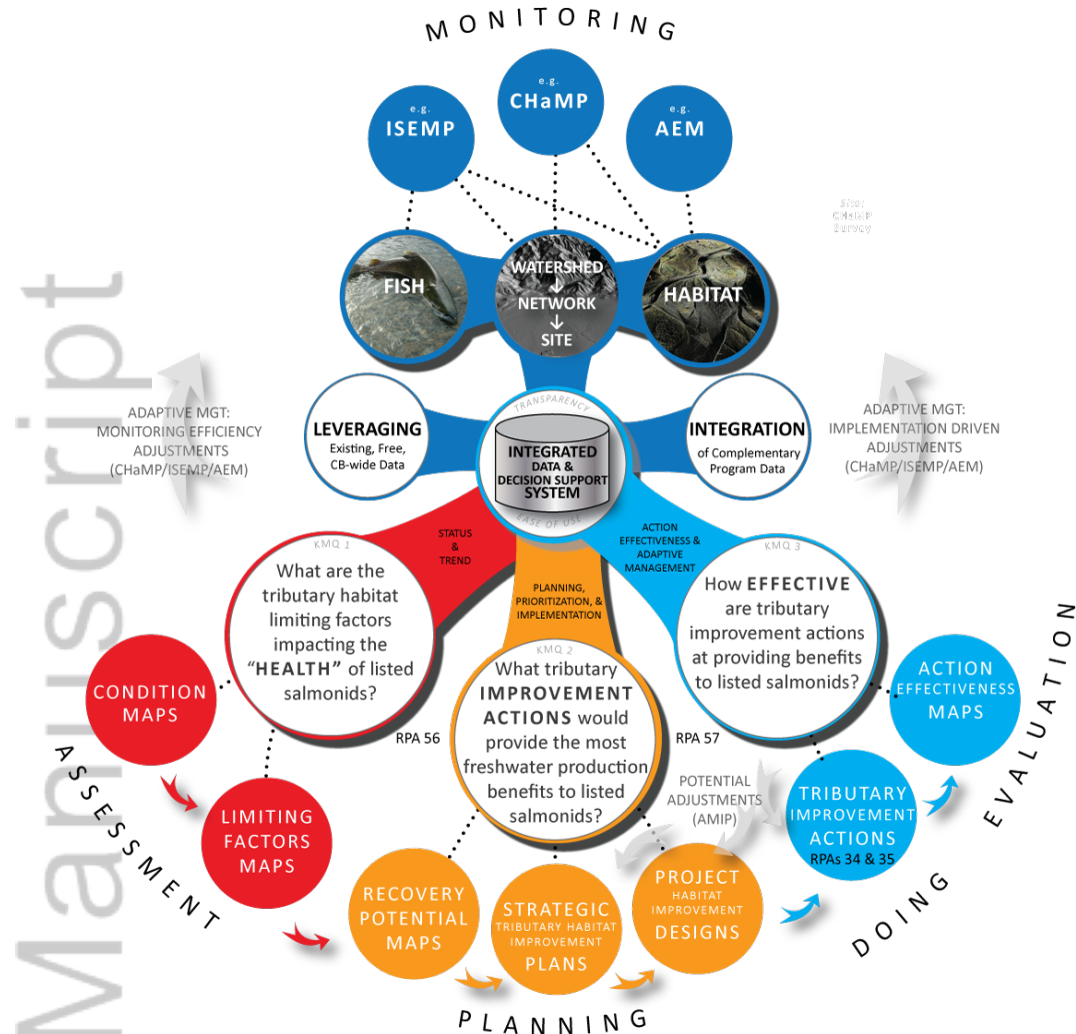 MONITORING
e.g.
ISEMP
e.g.
CHaMP
e.g.
AEM
Site:
CHaMP
Survey
FISH
WATERSHED
↓
NETWORK
↓
SITE
HABITAT
Manuscript
ADAPTIVE MGT:
MONITORING EFFICIENCY
ADJUSTMENTS
(CHaMP/ISEMP/AEM)
LEVERAGING
Existing, Free,
CB-wide Data
TRANSPARENCY
INTEGRATED
DATA &
DECISION SUPPORT
SYSTEM
EASE OF USE
INTEGRATION
of Complementary
Program Data
ADAPTIVE MGT:
IMPLEMENTATION DRIVEN
ADJUSTMENTS
(CHaMP/ISEMP/AEM)
STATUS
&
TREND
PLANNING,
PRIORITIZATION, &
IMPLEMENTATION
ACTION
EFFECTIVENESS &
ADAPTIVE
MANAGEMENT
KMQ 1
What are the
tributary habitat
limiting factors
impacting the
“HEALTH” of listed
salmonids?
KMQ 2
What tributary
IMPROVEMENT
ACTIONS would
provide the most
freshwater production
benefits to listed
salmonids?
KMQ 3
How EFFECTIVE
are tributary
improvement actions
at providing benefits
to listed salmonids?
RPA 56
RPA 57
CONDITION
MAPS
LIMITING
FACTORS
MAPS
ASSESSMENT
RECOVERY
POTENTIAL
MAPS
STRATEGIC
TRIBUTARY HABITAT
IMPROVEMENT
PLANS
PROJECT
HABITAT
IMPROVEMENT
DESIGNS
PLANNING
POTENTIAL
ADJUSTMENTS
(AMIP)
TRIBUTARY
IMPROVEMENT
ACTIONS
RPAs 34 & 35
DOING
ACTION
EFFECTIVENESS
MAPS
EVALUATION